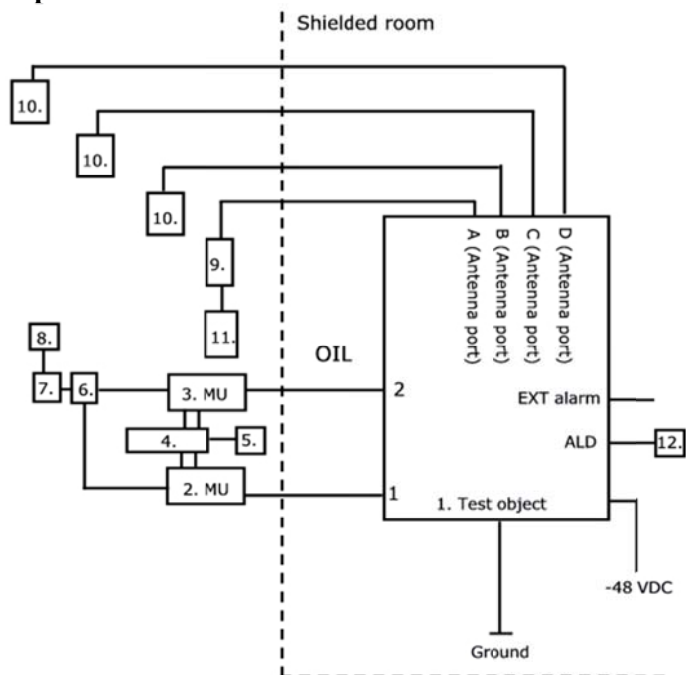 Shielded room
10.
10.
10.
9.
11.
A (Antenna port)
B (Antenna port)
C (Antenna port)
D (Antenna port)
OIL
8.
7.
6.
3. MU
2
EXT alarm
4.
5.
ALD
12.
2. MU
1
1. Test object
-48 VDC
Ground